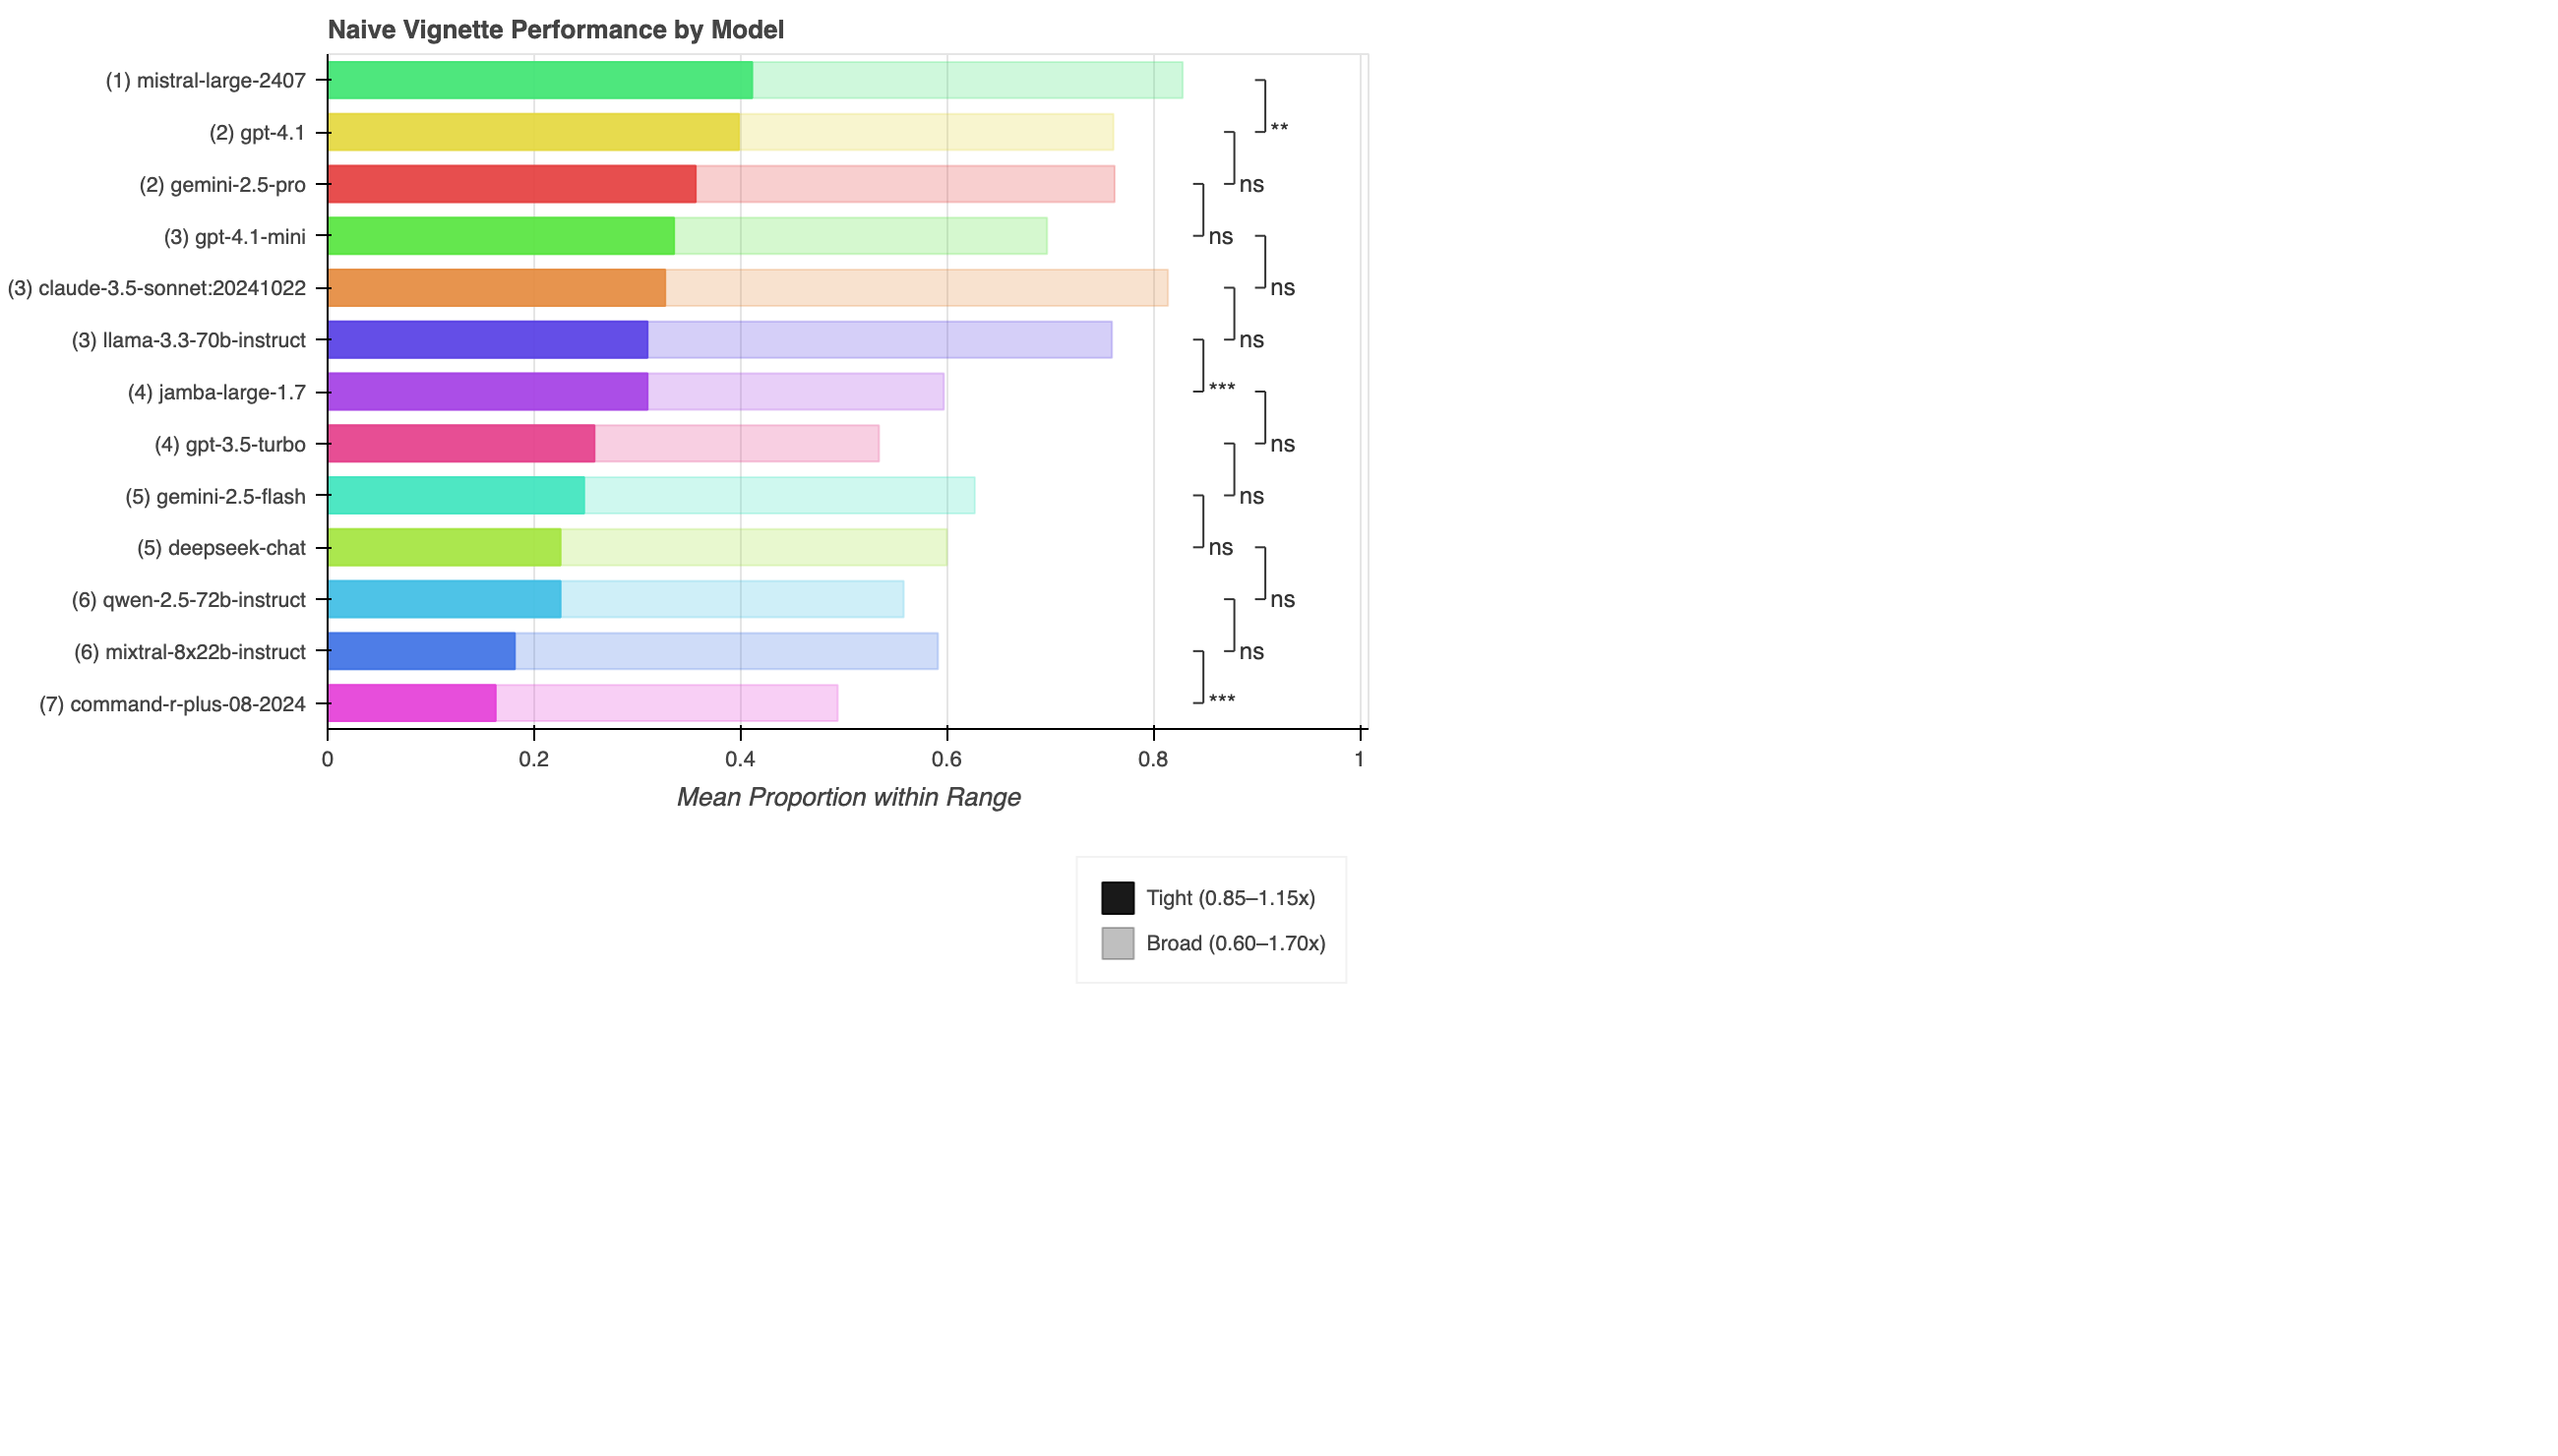 Naive Vignette Performance by Model
(1) mistral-large-2407
**
(2) gpt-4.1
ns
(2) gemini-2.5-pro
ns
(3) gpt-4.1-mini
ns
(3) claude-3.5-sonnet:20241022
ns
(3) llama-3.3-70b-instruct
***
(4) jamba-large-1.7
ns
(4) gpt-3.5-turbo
ns
(5) gemini-2.5-flash
ns
(5) deepseek-chat
ns
(6) qwen-2.5-72b-instruct
ns
(6) mixtral-8x22b-instruct
***
(7) command-r-plus-08-2024
0 0.2 0.4 0.6 0.8 1
Mean Proportion within Range
Tight (0.85–1.15x)
Broad (0.60–1.70x)